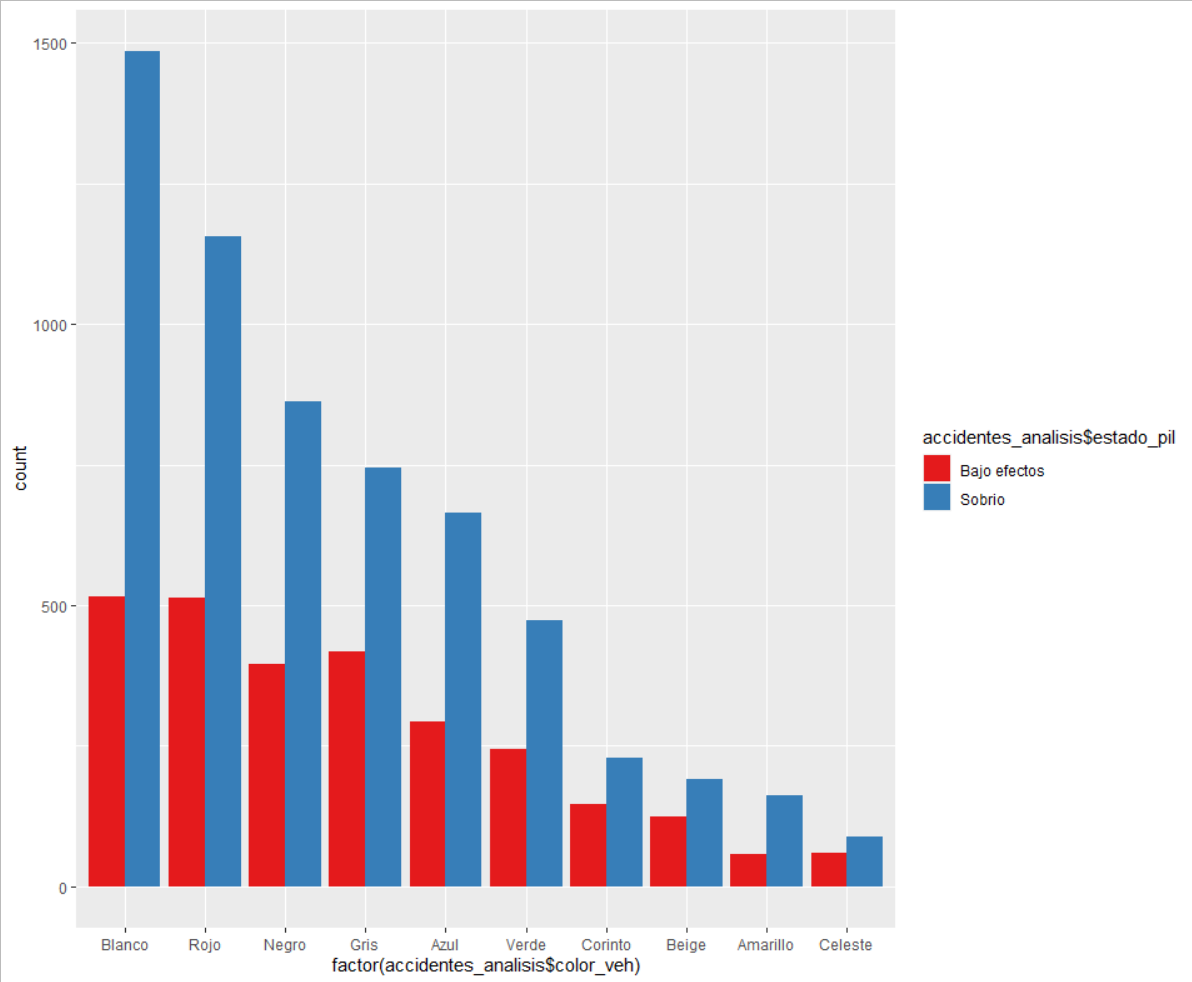 1500
1000
500
0
count
Blanco Rojo Negro Gris Azul Verde Corinto Beige Amarillo Celeste
factor(accidentes_analisis$color_veh)
accidentes_analisis$estado_pil
Bajo efectos
Sobrio